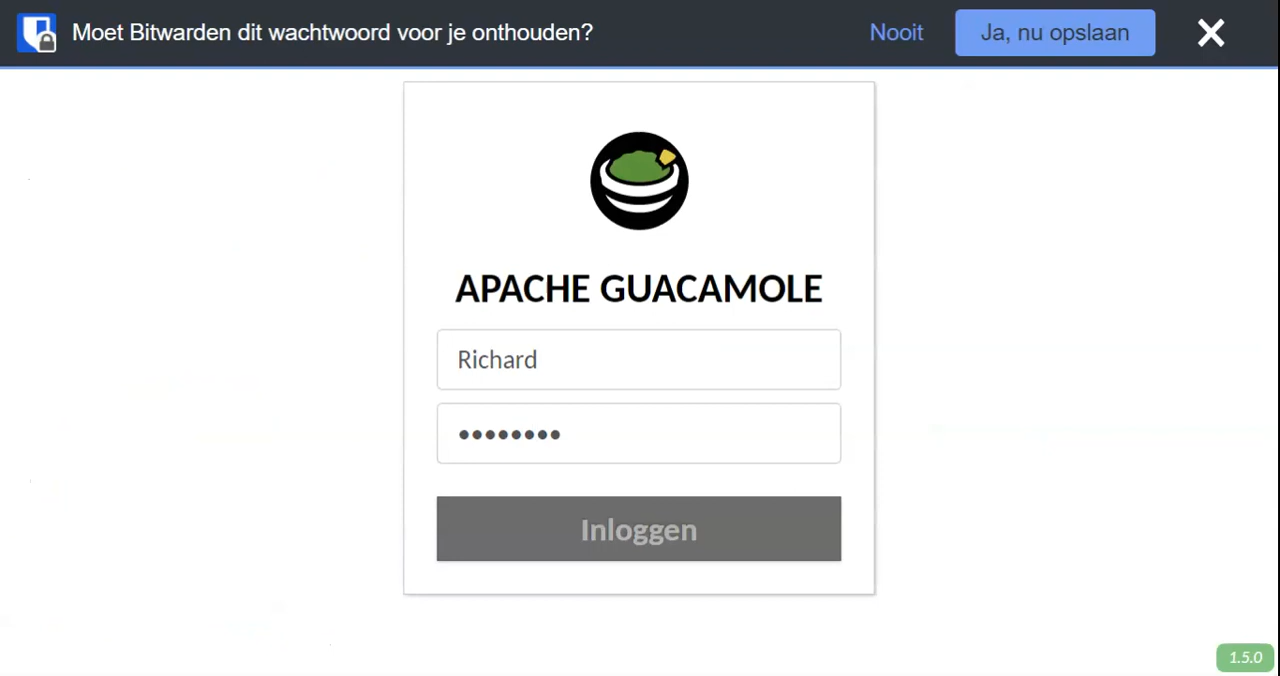 Moet Bitwarden dit wachtwoord voor je onthouden? Nooit Ja, nu opslaan
APACHE GUACAMOLE
Richard
••••••••
Inloggen
1.5.0